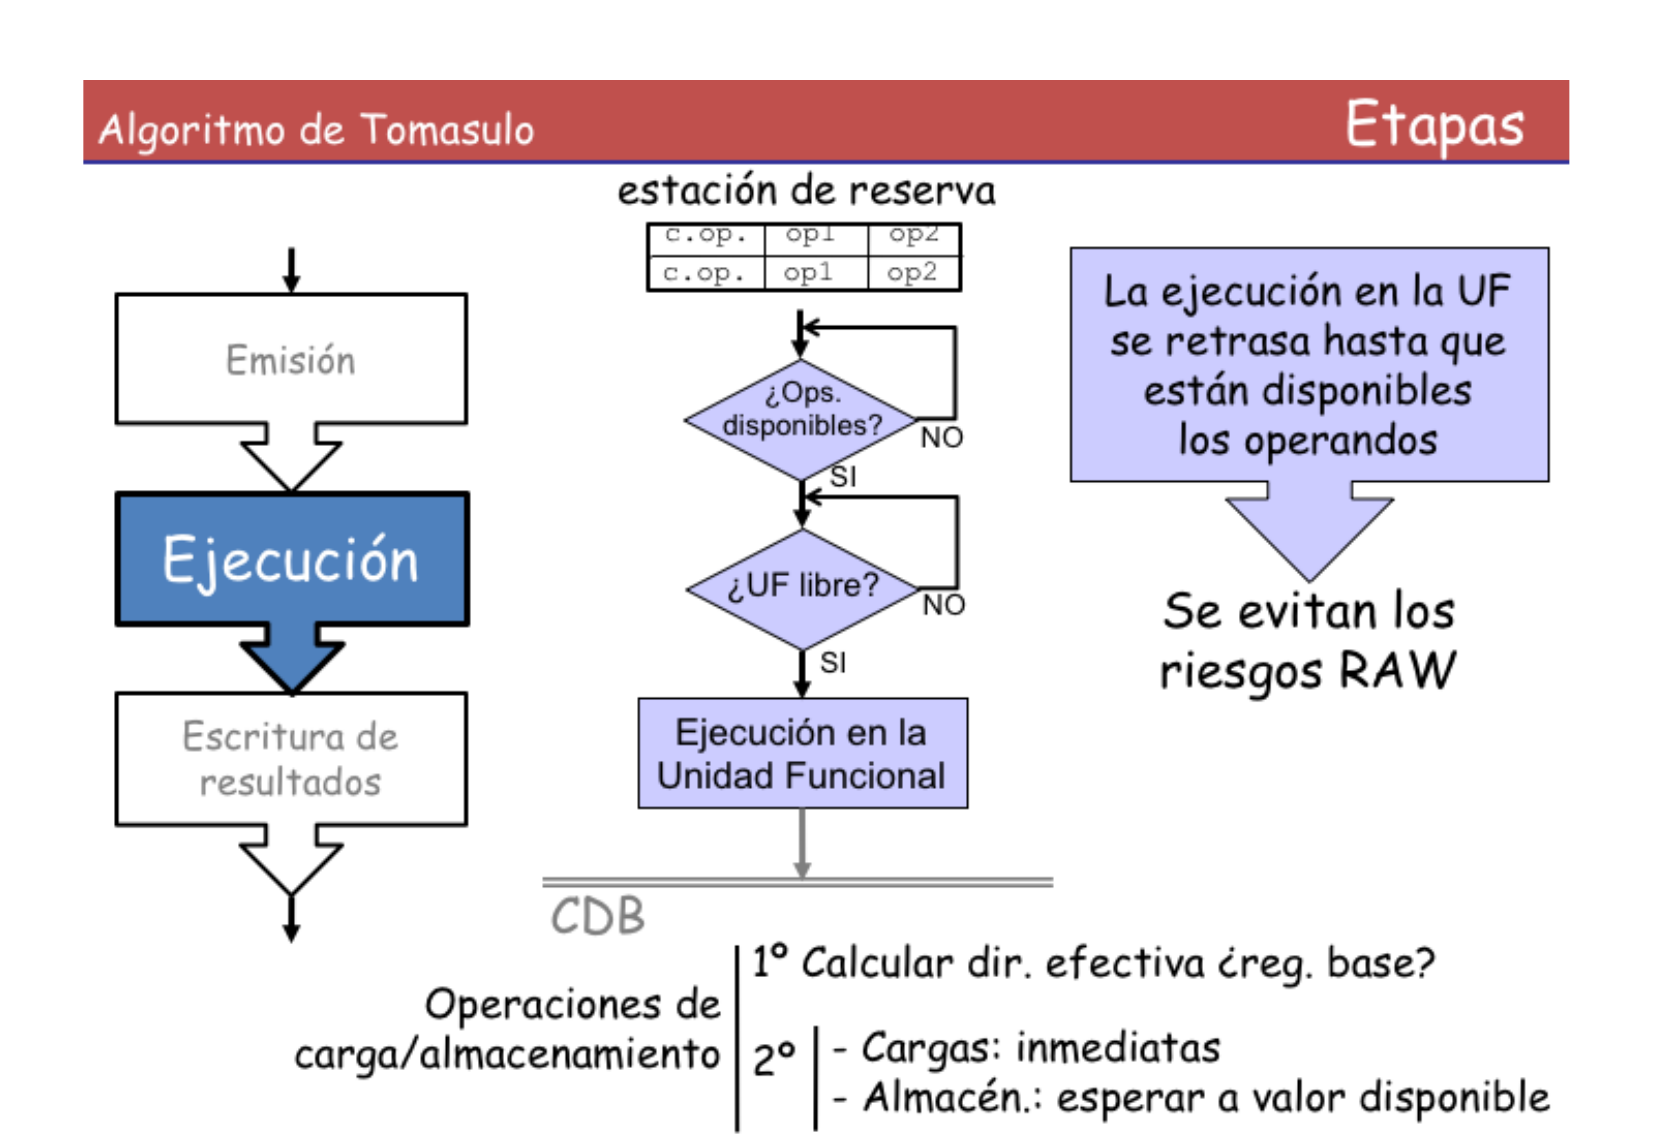 Algoritmo de Tomasulo
Etapas
Emisión
Ejecución
Escritura de
resultados
estación de reserva
c.op. op1 op2
c.op. op1 op2
¿Ops.
disponibles?
NO
SI
¿UF libre?
NO
SI
Ejecución en la
Unidad Funcional
CDB
La ejecución en la UF
se retrasa hasta que
están disponibles
los operandos
Se evitan los
riesgos RAW
Operaciones de
carga/almacenamiento
1º Calcular dir. efectiva ¿reg. base?
2º
- Cargas: inmediatas
- Almacén.: esperar a valor disponible